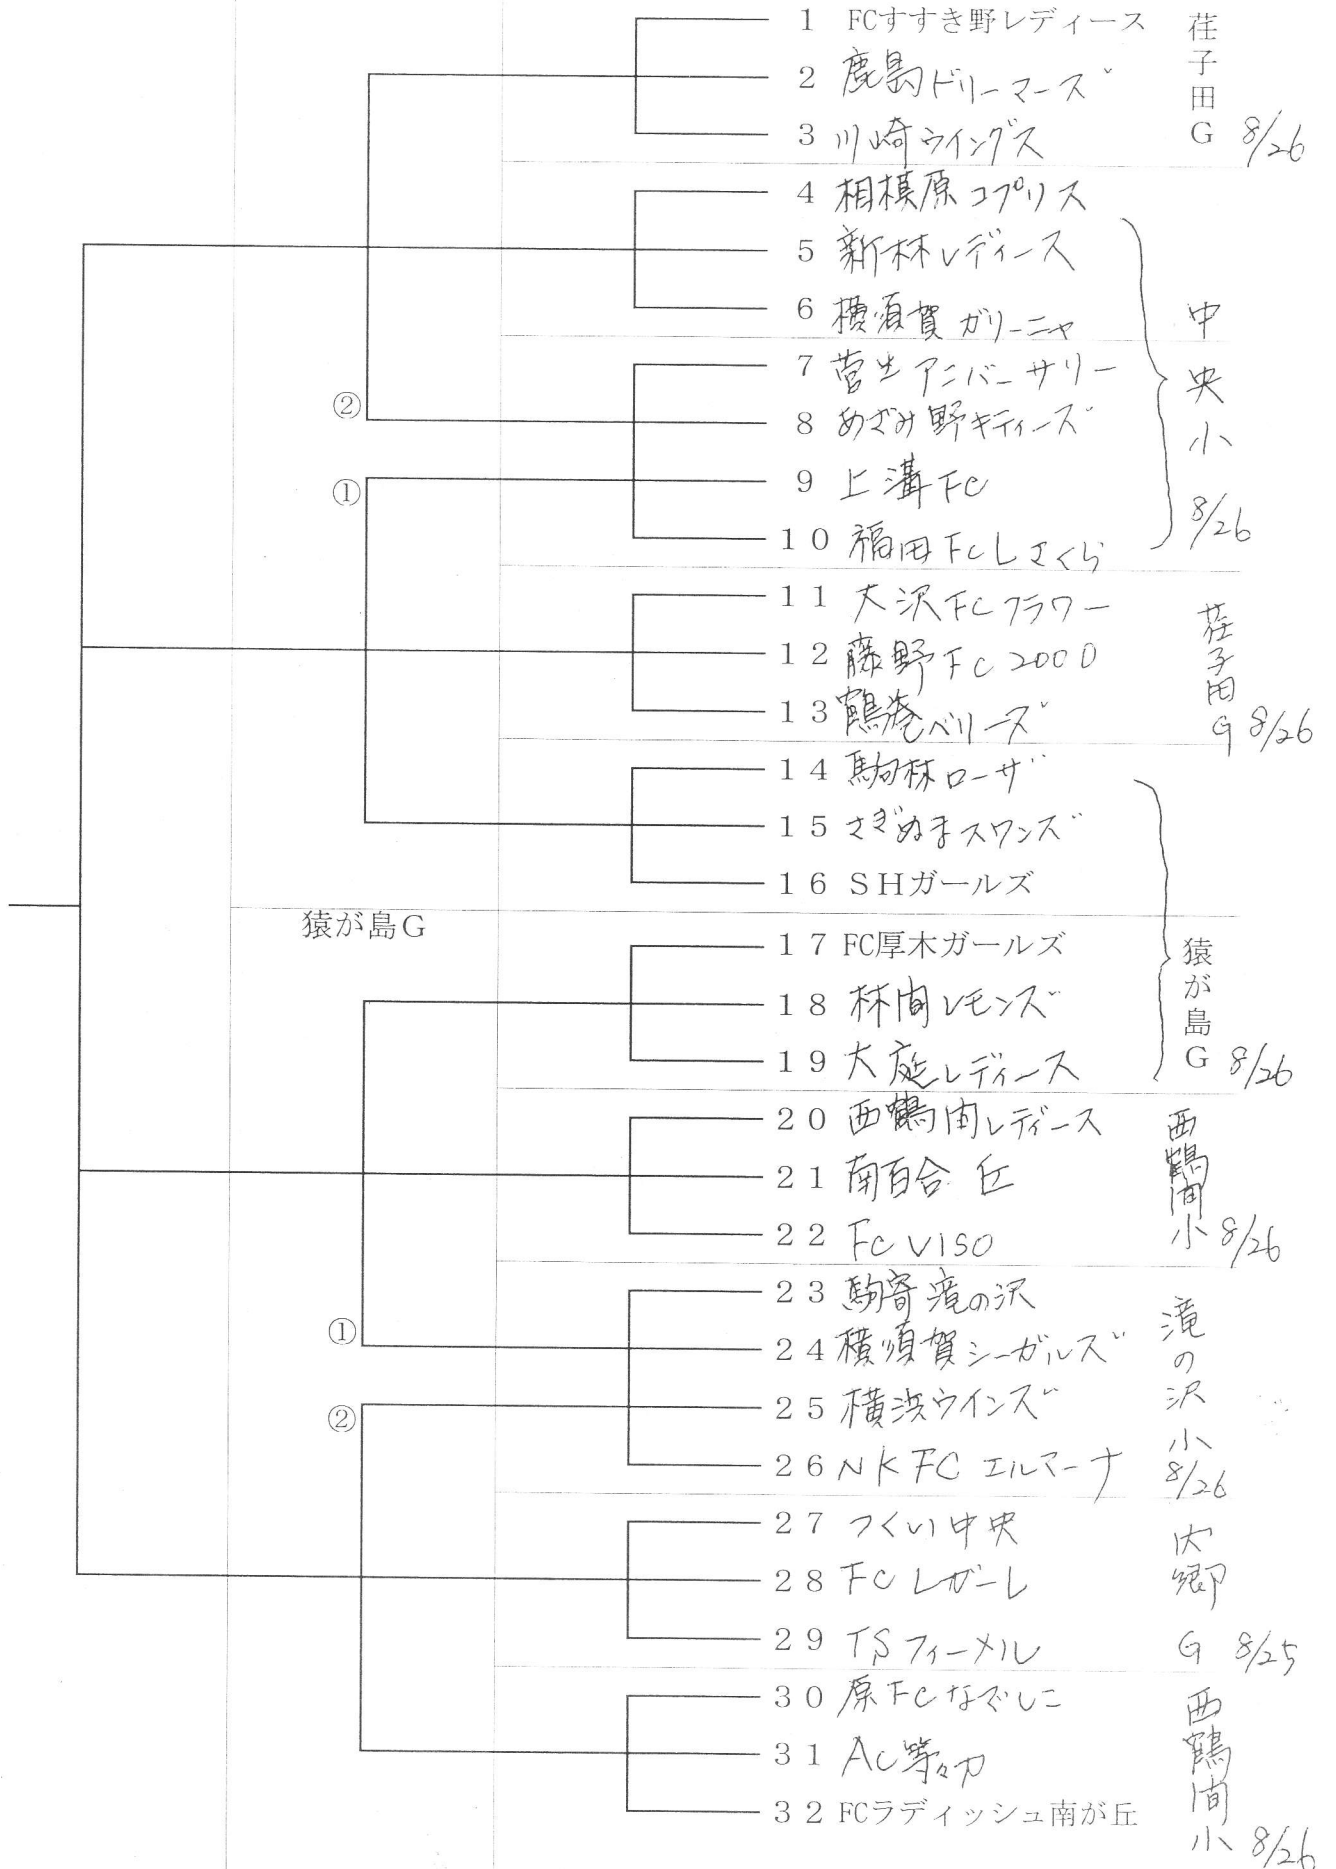 1 FCすすき野レディース
2 鹿島ドリーマーズ
3 川崎ウイングス
荏子田G 8/26
4 相模原コプリス
5 新林レディース
6 横須賀ガリーニャ
7 菅生アニバーサリー
8 あざみ野キティーズ
9 上溝FC
10 福田FCLさくら
中央小 8/26
②
①
11 大沢FCフラワー
12 藤野FC2000
13 鶴巻ベリーズ
荏子田G 8/26
14 駒林ローザ
15 さぎぬまスワンズ
16 SHガールズ
猿が島G
17 FC厚木ガールズ
18 林間レモンズ
19 大庭レディース
猿が島G 8/26
20 西鶴間レディース
21 南百合丘
22 FC VISO
西鶴間小 8/26
23 駒寄滝の沢
24 横須賀シーガルズ
25 横浜ウインズ
26 NKFCエルマーナ
滝の沢小 8/26
①
②
27 つくい中央
28 FCレガーレ
29 TSフィーメル
内郷G 8/25
30 原FCなでしこ
31 AC等々力
32 FCラディッシュ南が丘
西鶴間小 8/26